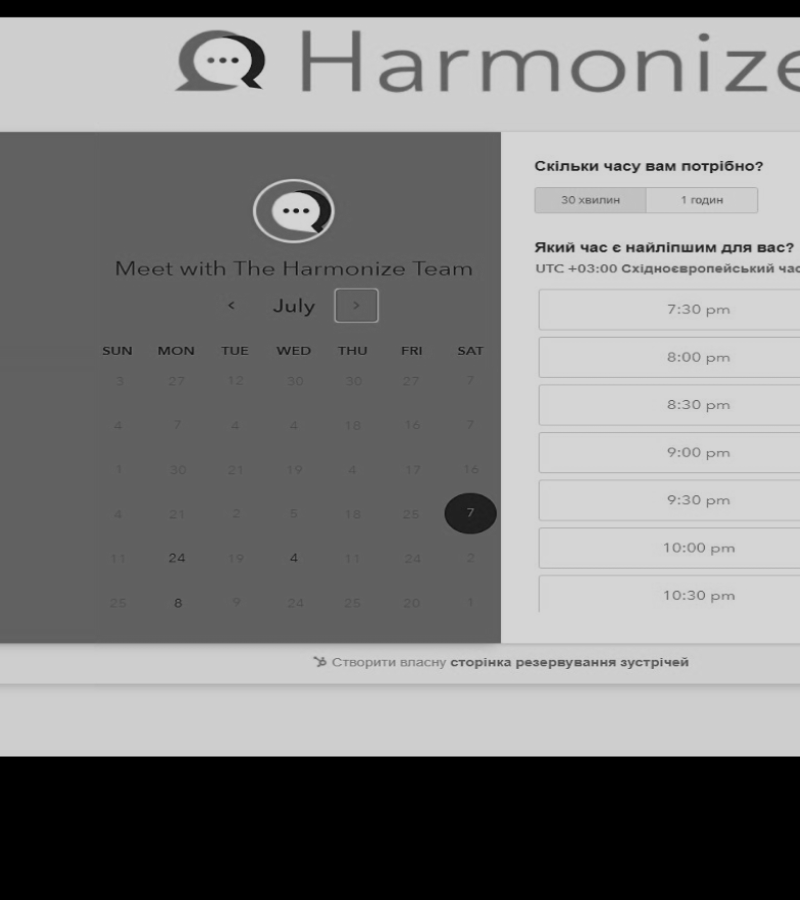 Harmonize
Meet with The Harmonize Team
< July >
SUN MON TUE WED THU FRI SAT
3 27 12 30 30 27 7
4 7 4 4 18 16 7
1 30 21 19 4 17 16
4 21 2 5 18 25 7
11 24 19 4 11 24 2
25 8 9 24 25 20 1
Скільки часу вам потрібно?
30 хвилин 1 годин
Який час є найліпшим для вас?
UTC +03:00 Східноєвропейський час
7:30 pm
8:00 pm
8:30 pm
9:00 pm
9:30 pm
10:00 pm
10:30 pm
Створити власну сторінка резервування зустрічей